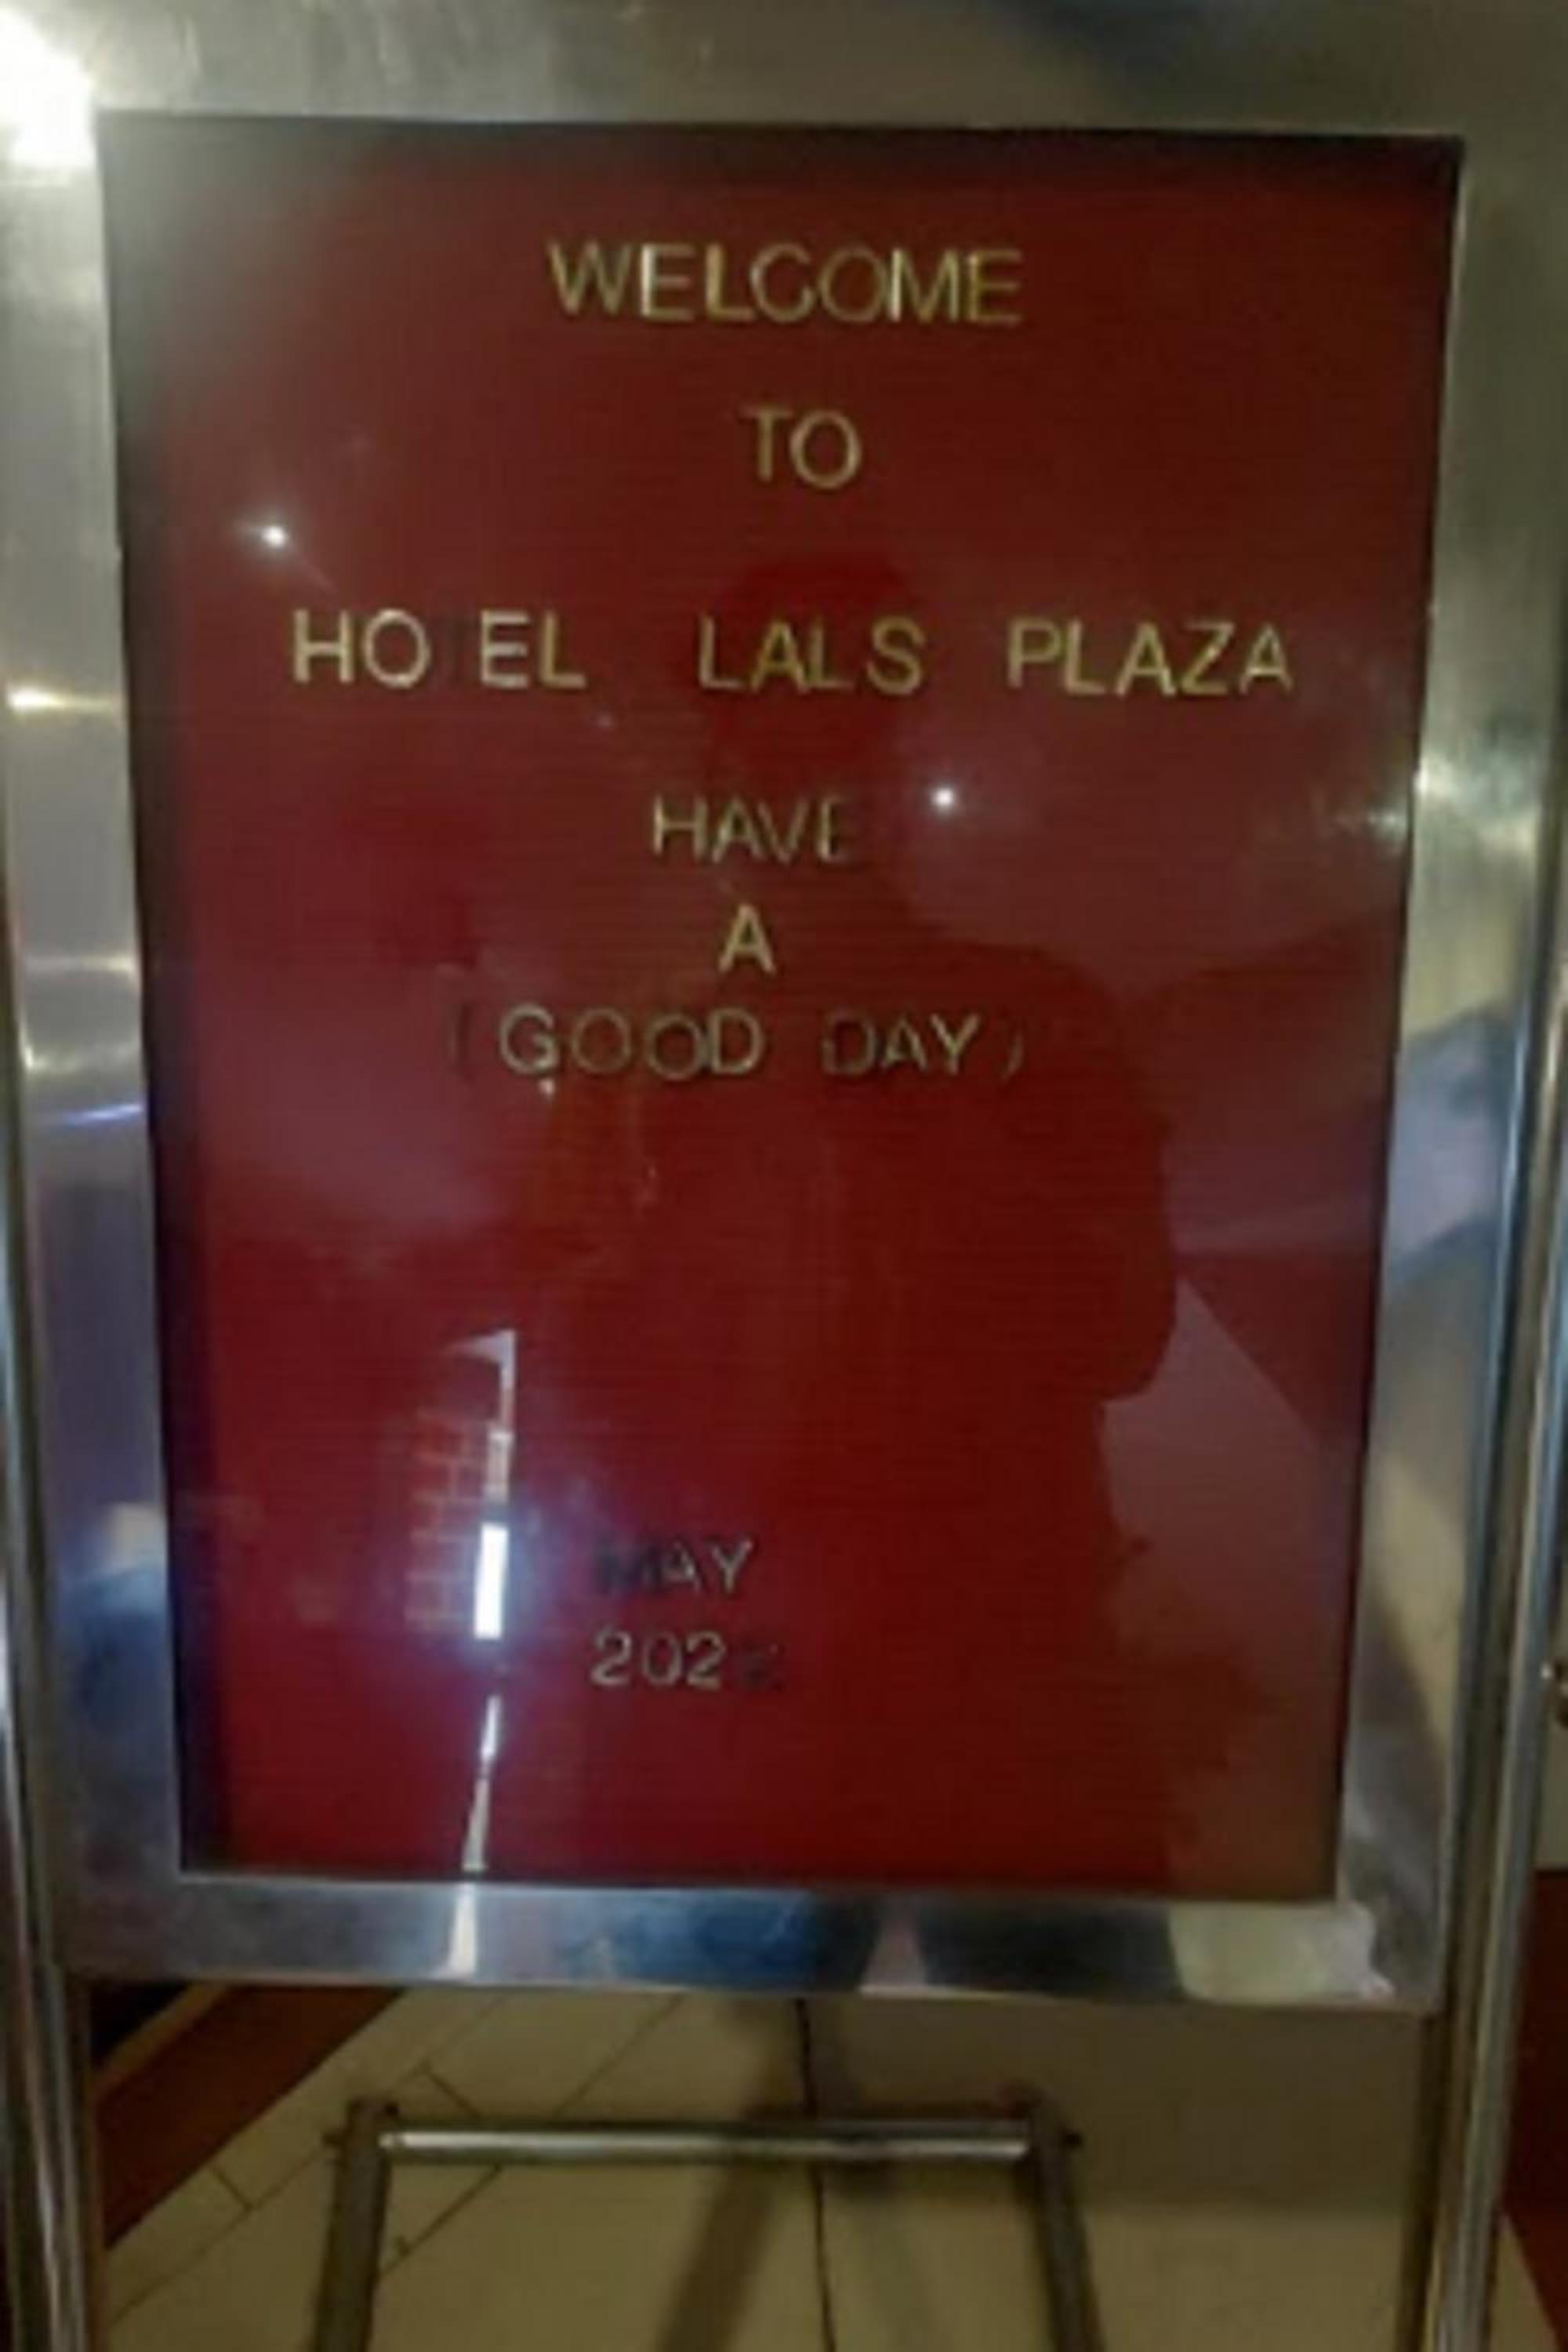 WELCOME
TO
HOTEL LALS PLAZA
HAVE
A
(GOOD DAY)
MAY